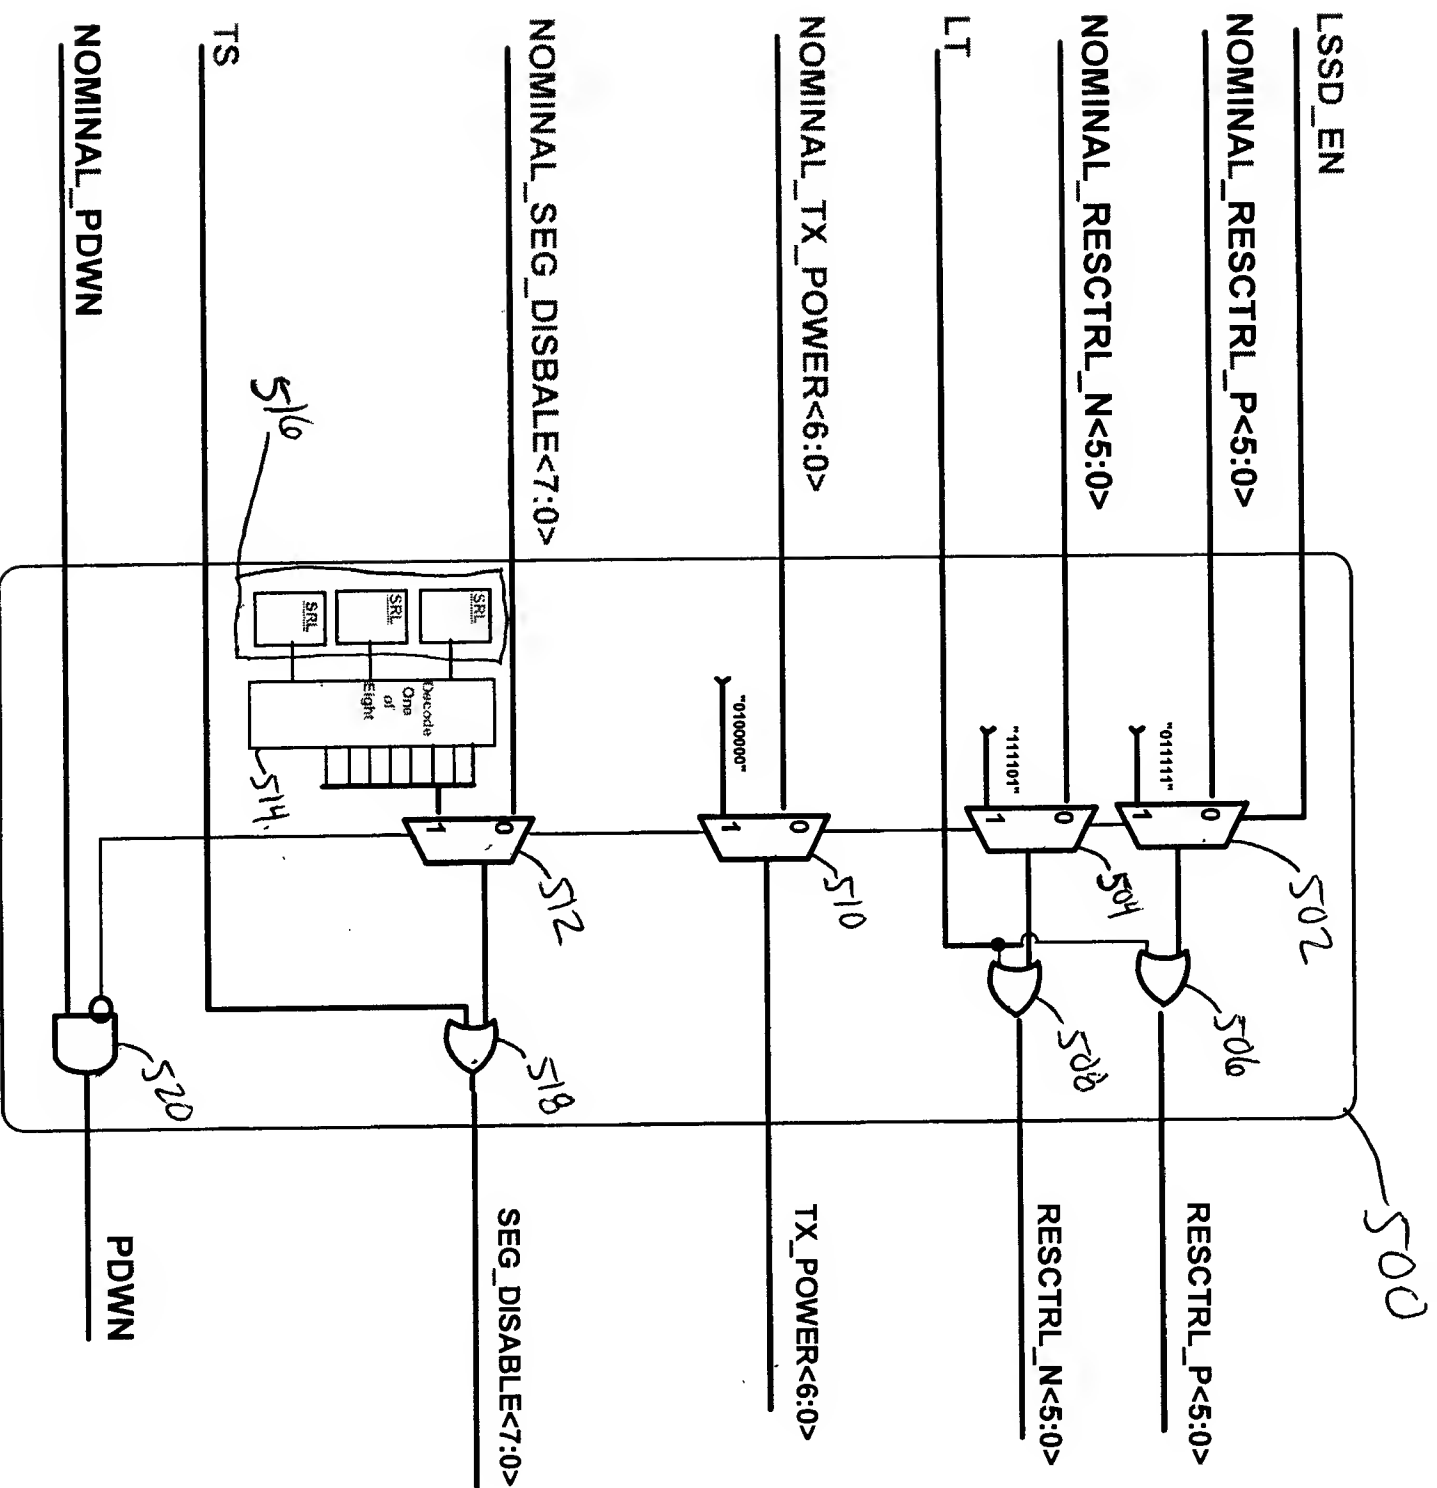 LSSD_EN
NOMINAL_RESCTRL_P<5:0>
NOMINAL_RESCTRL_N<5:0>
LT
NOMINAL_TX_POWER<6:0>
NOMINAL_SEG_DISBALE<7:0>
TS
NOMINAL_PDWN
500
"011111"
0
1
502
506
RESCTRL_P<5:0>
"111101"
0
1
504
508
RESCTRL_N<5:0>
"0100000"
0
1
510
TX_POWER<6:0>
516
SRL
SRL
SRL
Decode
One
of
Eight
514
0
1
512
518
SEG_DISABLE<7:0>
520
PDWN